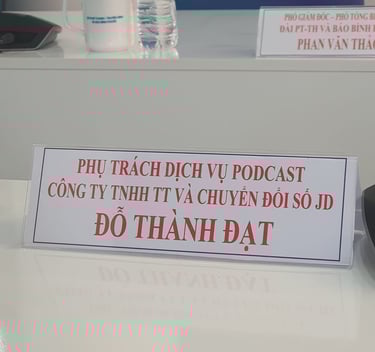 PHÓ GIÁM ĐỐC - PHÓ TỔNG B
ĐÀI PT-TH VÀ BÁO BÌNH
PHAN VĂN THẢO
PHỤ TRÁCH DỊCH VỤ PODCAST
CÔNG TY TNHH TT VÀ CHUYỂN ĐỔI SỐ JD
ĐỖ THÀNH ĐẠT